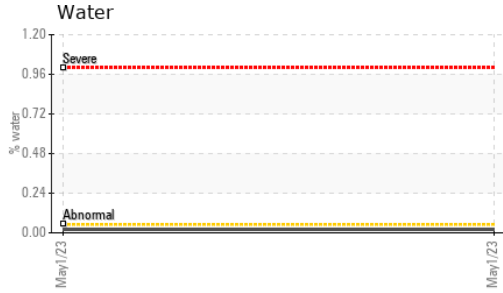 Water
1.20
Severe
0.96
0.72
% water
0.48
0.24
Abnormal
0.00
May1/23
May1/23